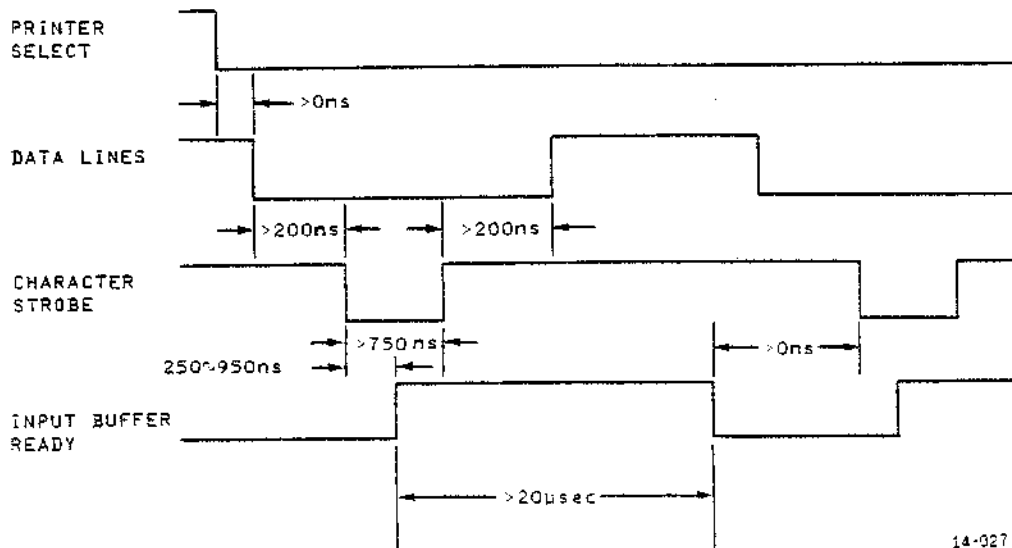 PRINTER
SELECT
>0ns
DATA LINES
>200ns
>200ns
CHARACTER
STROBE
>750ns
>0ns
250~950ns
INPUT BUFFER
READY
>20µsec
14-027